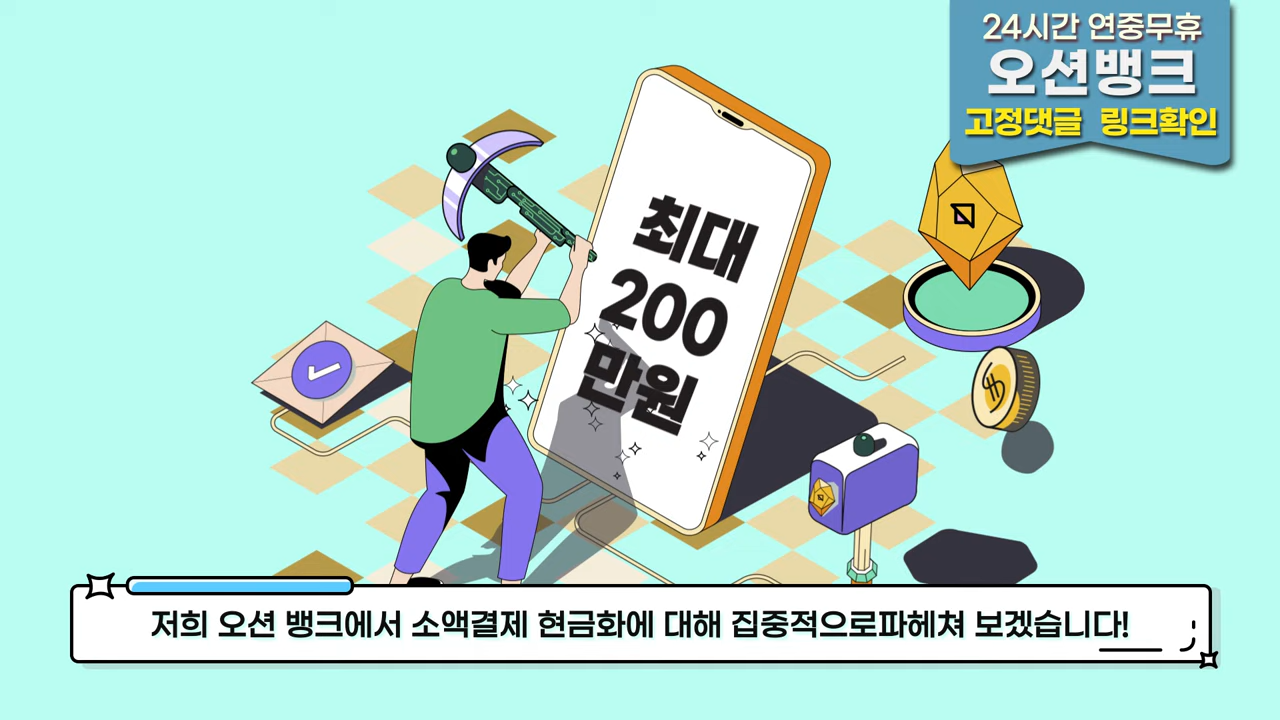 24시간 연중무휴
오션뱅크
고정댓글 링크확인
최대
200
만원
저희 오션 뱅크에서 소액결제 현금화에 대해 집중적으로파헤쳐 보겠습니다!